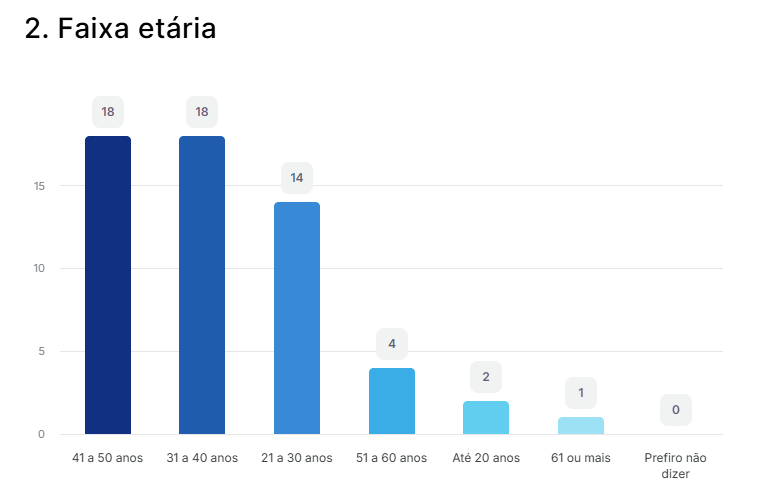 2. Faixa etária
18
18
14
4
2
1
0
15
10
5
0
41 a 50 anos
31 a 40 anos
21 a 30 anos
51 a 60 anos
Até 20 anos
61 ou mais
Prefiro não
dizer